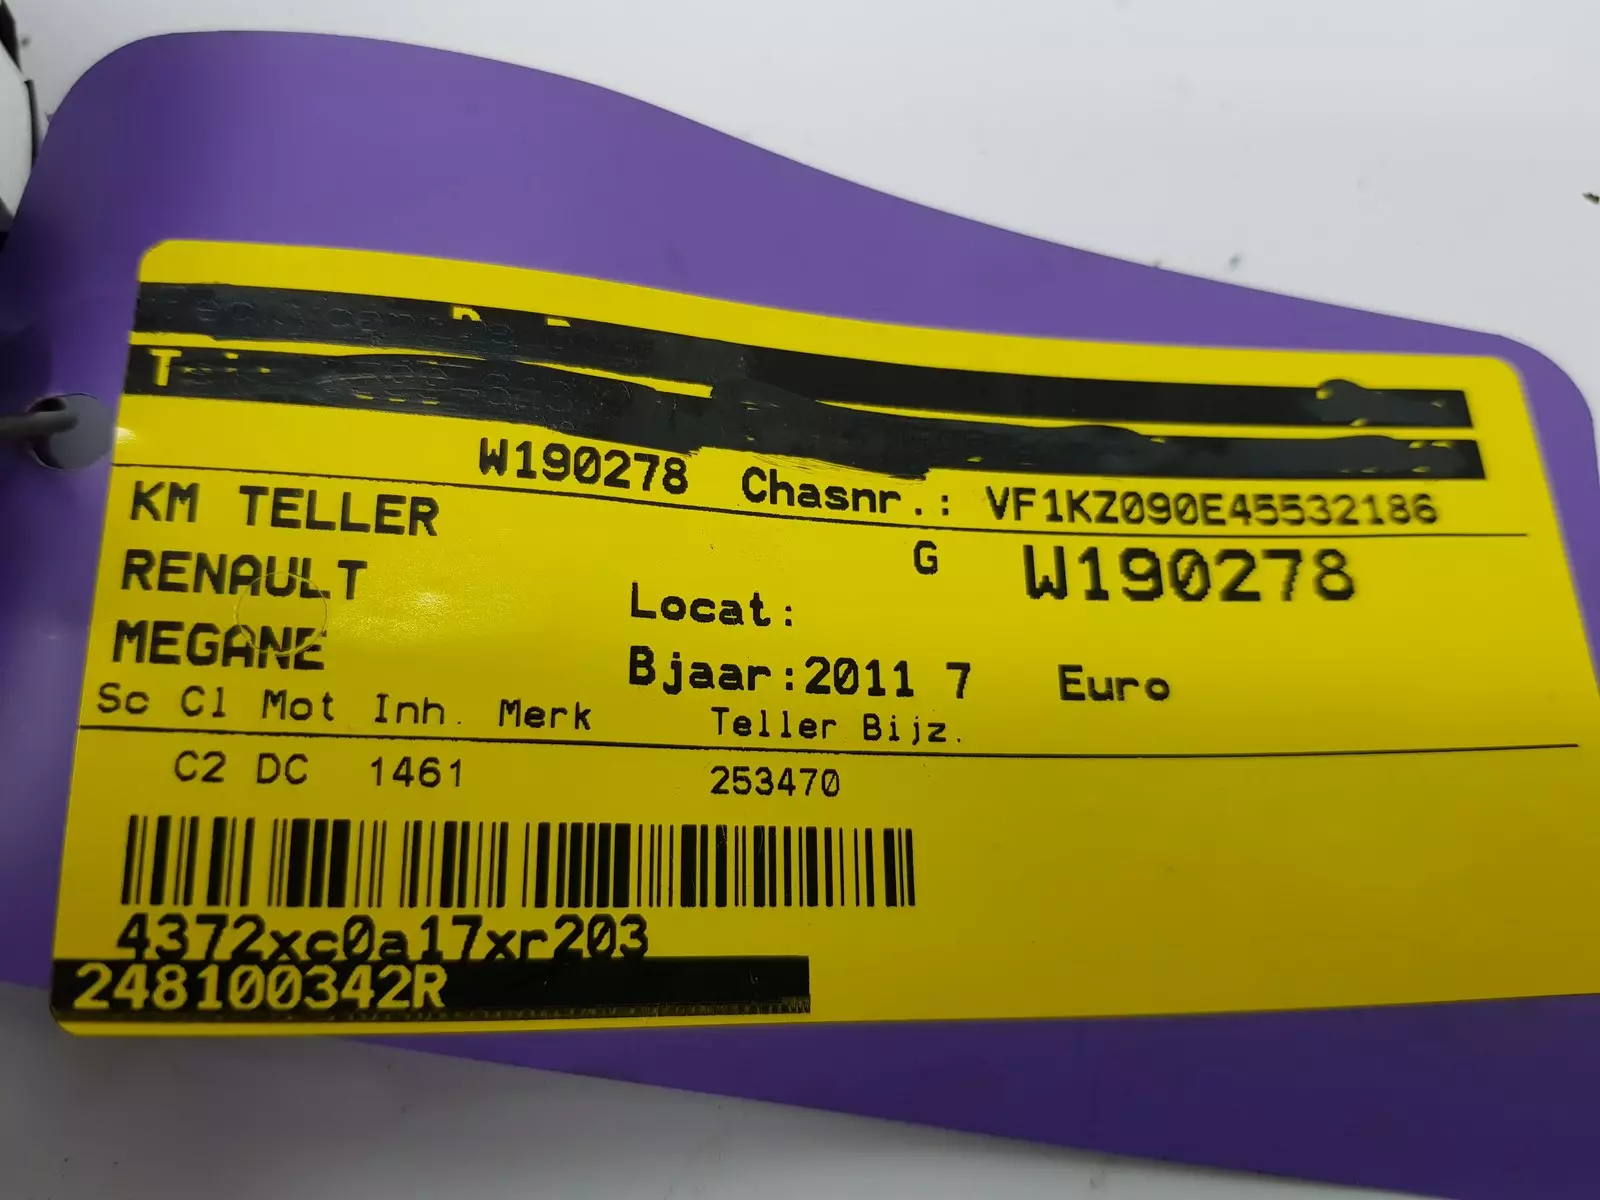 W190278 Chasnr.: VF1KZ090E45532186
KM TELLER
G W190278
RENAULT
Locat:
MEGANE
Bjaar:2011 7 Euro
Sc Cl Mot Inh. Merk Teller Bijz.
C2 DC 1461 253470
4372xc0a17xr203
248100342R